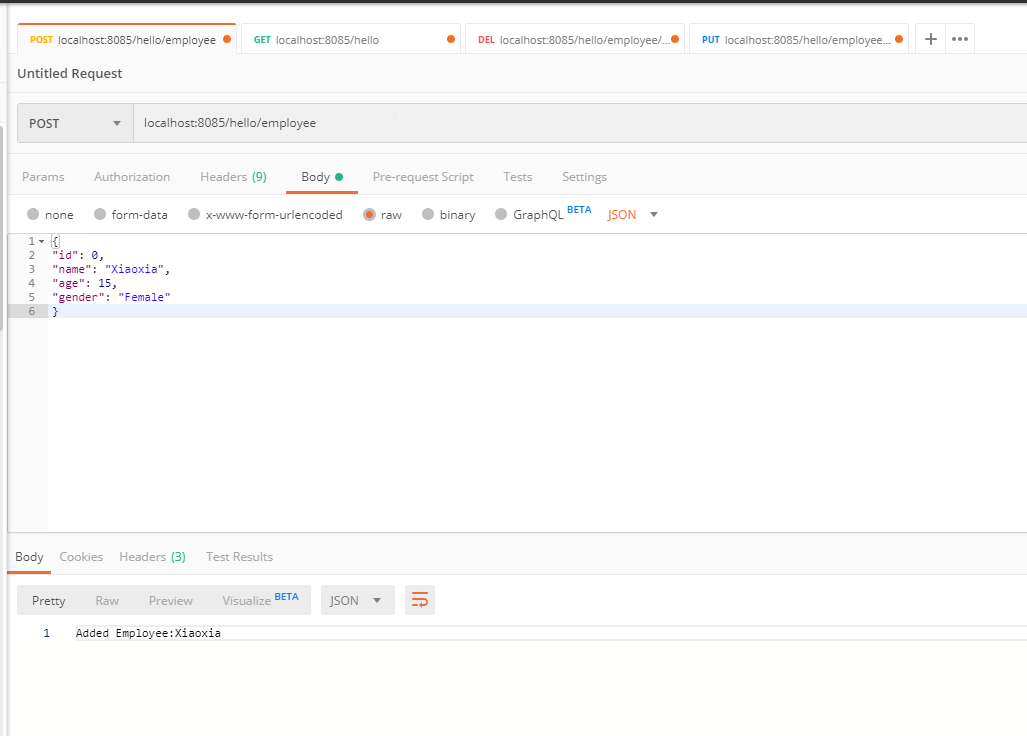 POST localhost:8085/hello/employee GET localhost:8085/hello DEL localhost:8085/hello/employee/... PUT localhost:8085/hello/employee... + •••
Untitled Request
POST localhost:8085/hello/employee
Params Authorization Headers (9) Body Pre-request Script Tests Settings
none form-data x-www-form-urlencoded raw binary GraphQL BETA JSON
1 {
2 "id": 0,
3 "name": "Xiaoxia",
4 "age": 15,
5 "gender": "Female"
6 }
Body Cookies Headers (3) Test Results
Pretty Raw Preview Visualize BETA JSON
1 Added Employee:Xiaoxia